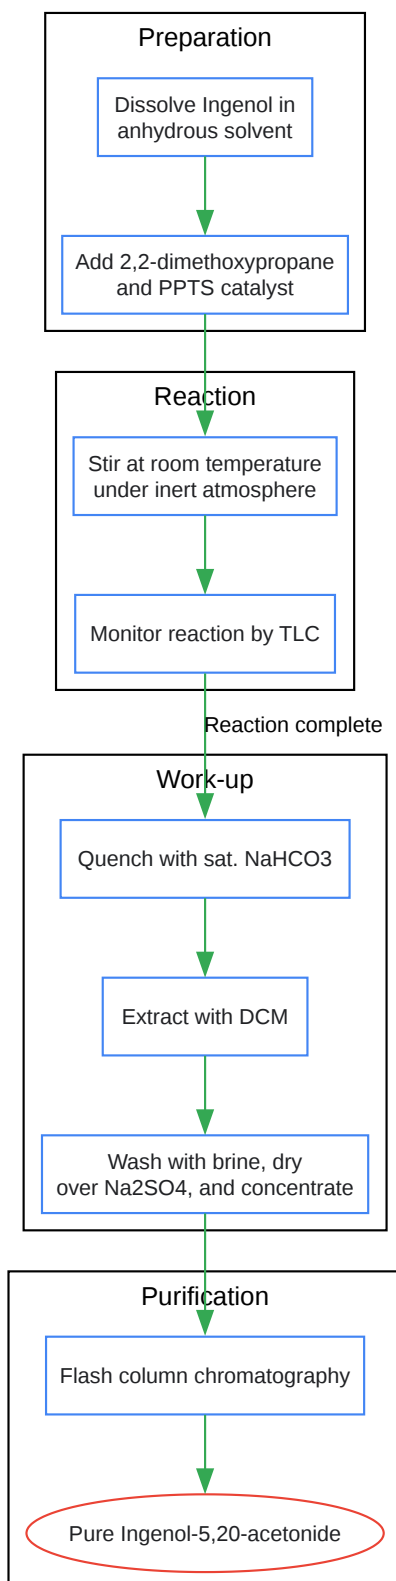 Preparation
Dissolve Ingenol in
anhydrous solvent
Add 2,2-dimethoxypropane
and PPTS catalyst
Reaction
Stir at room temperature
under inert atmosphere
Monitor reaction by TLC
Reaction complete
Work-up
Quench with sat. NaHCO3
Extract with DCM
Wash with brine, dry
over Na2SO4, and concentrate
Purification
Flash column chromatography
Pure Ingenol-5,20-acetonide